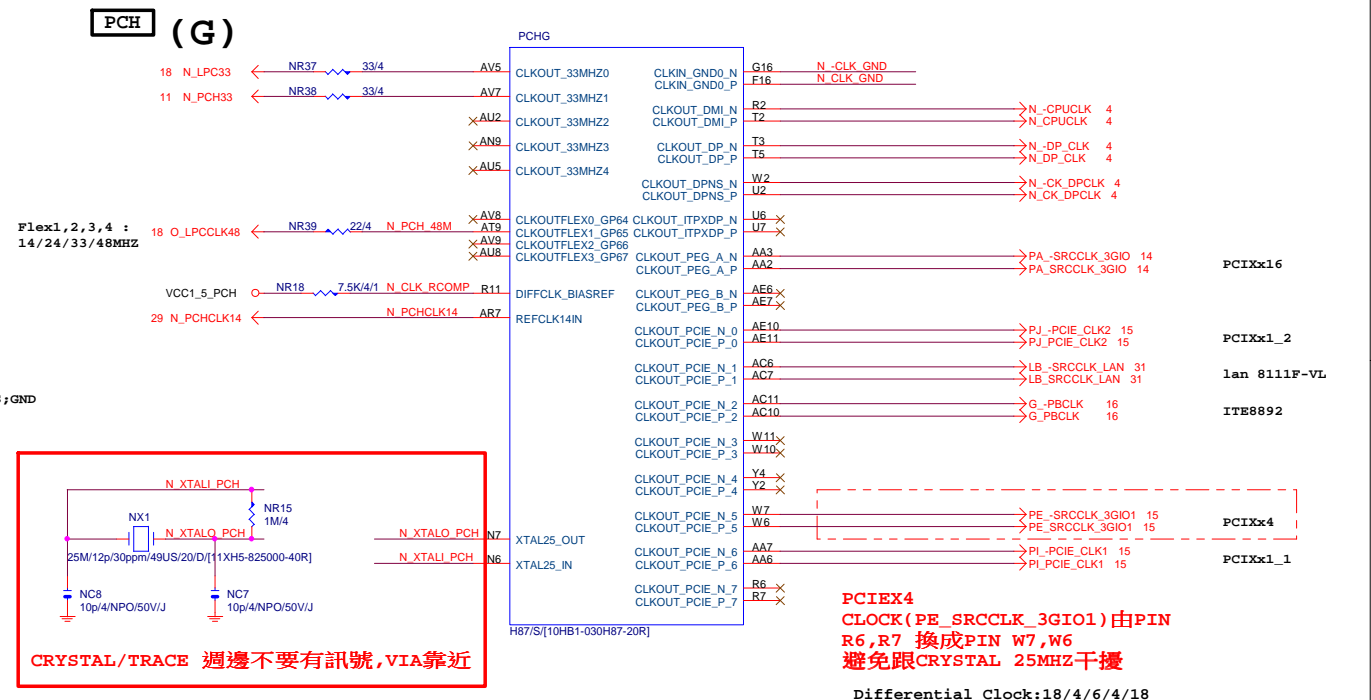 PCH (G)
PCHG
18 N_LPC33 NR37 33/4 AV5 CLKOUT_33MHZ0
11 N_PCH33 NR38 33/4 AV7 CLKOUT_33MHZ1
AU2 CLKOUT_33MHZ2
AN9 CLKOUT_33MHZ3
AU5 CLKOUT_33MHZ4
Flex1,2,3,4 :
14/24/33/48MHZ
AV8 CLKOUTFLEX0_GP64
18 O_LPCCLK48 NR39 22/4 N_PCH_48M AT9 CLKOUTFLEX1_GP65
AV9 CLKOUTFLEX2_GP66
AU8 CLKOUTFLEX3_GP67
VCC1_5_PCH NR18 7.5K/4/1 N_CLK_RCOMP R11 DIFFCLK_BIASREF
29 N_PCHCLK14 N_PCHCLK14 AR7 REFCLK14IN
;GND
N_XTALI_PCH
NR15
1M/4
NX1
N_XTALO_PCH
25M/12p/30ppm/49US/20/D/[11XH5-825000-40R]
NC8
10p/4/NPO/50V/J
NC7
10p/4/NPO/50V/J
CRYSTAL/TRACE 週邊不要有訊號,VIA靠近
N_XTALO_PCH N7 XTAL25_OUT
N_XTALI_PCH N6 XTAL25_IN
H87/S/[10HB1-030H87-20R]
CLKIN_GND0_N G16 N_-CLK_GND
CLKIN_GND0_P F16 N_CLK_GND
CLKOUT_DMI_N R2 N_-CPUCLK 4
CLKOUT_DMI_P T2 N_CPUCLK 4
CLKOUT_DP_N T3 N_-DP_CLK 4
CLKOUT_DP_P T5 N_DP_CLK 4
CLKOUT_DPNS_N W2 N_-CK_DPCLK 4
CLKOUT_DPNS_P U2 N_CK_DPCLK 4
CLKOUT_ITPXDP_N U6
CLKOUT_ITPXDP_P U7
CLKOUT_PEG_A_N AA3 PA_-SRCCLK_3GIO 14
CLKOUT_PEG_A_P AA2 PA_SRCCLK_3GIO 14
PCIXx16
CLKOUT_PEG_B_N AE6
CLKOUT_PEG_B_P AE7
CLKOUT_PCIE_N_0 AE10 PJ_-PCIE_CLK2 15
CLKOUT_PCIE_P_0 AE11 PJ_PCIE_CLK2 15
PCIXx1_2
CLKOUT_PCIE_N_1 AC6 LB_-SRCCLK_LAN 31
CLKOUT_PCIE_P_1 AC7 LB_SRCCLK_LAN 31
lan 8111F-VL
CLKOUT_PCIE_N_2 AC11 G_-PBCLK 16
CLKOUT_PCIE_P_2 AC10 G_PBCLK 16
ITE8892
CLKOUT_PCIE_N_3 W11
CLKOUT_PCIE_P_3 W10
CLKOUT_PCIE_N_4 Y4
CLKOUT_PCIE_P_4 Y2
CLKOUT_PCIE_N_5 W7 PE_-SRCCLK_3GIO1 15
CLKOUT_PCIE_P_5 W6 PE_SRCCLK_3GIO1 15
PCIXx4
CLKOUT_PCIE_N_6 AA7 PI_-PCIE_CLK1 15
CLKOUT_PCIE_P_6 AA6 PI_PCIE_CLK1 15
PCIXx1_1
CLKOUT_PCIE_N_7 R6
CLKOUT_PCIE_P_7 R7
PCIEX4
CLOCK(PE_SRCCLK_3GIO1)由PIN
R6,R7 換成PIN W7,W6
避免跟CRYSTAL 25MHZ干擾
Differential Clock:18/4/6/4/18